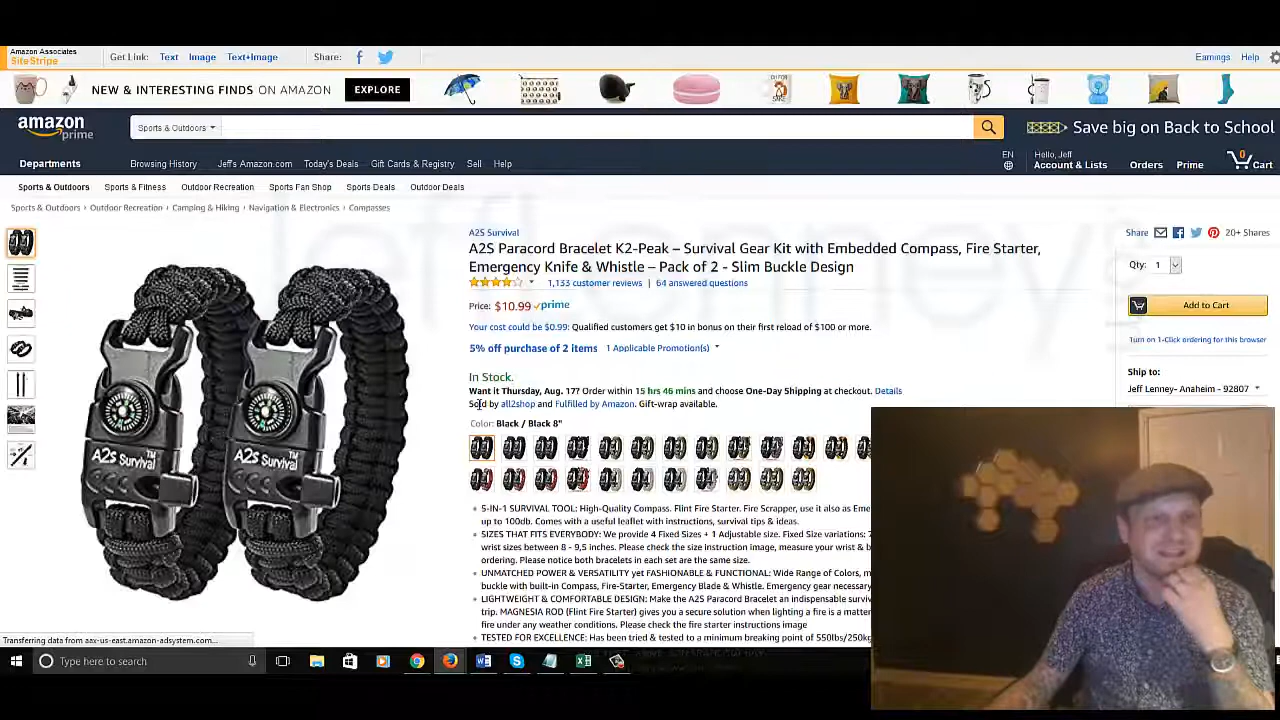 Amazon Associates
SiteStripe
Get Link: Text Image Text+Image Share:
Earnings Help
NEW & INTERESTING FINDS ON AMAZON EXPLORE
amazon prime
Sports & Outdoors
Save big on Back to School
Departments
Browsing History Jeff's Amazon.com Today's Deals Gift Cards & Registry Sell Help
EN
Hello, Jeff
Account & Lists Orders Prime 0 Cart
Sports & Outdoors Sports & Fitness Outdoor Recreation Sports Fan Shop Sports Deals Outdoor Deals
Sports & Outdoors › Outdoor Recreation › Camping & Hiking › Navigation & Electronics › Compasses
A2S Survival
A2S Paracord Bracelet K2-Peak – Survival Gear Kit with Embedded Compass, Fire Starter,
Emergency Knife & Whistle – Pack of 2 - Slim Buckle Design
1,133 customer reviews | 64 answered questions
Price: $10.99 prime
Your cost could be $0.99: Qualified customers get $10 in bonus on their first reload of $100 or more.
5% off purchase of 2 items 1 Applicable Promotion(s)
In Stock.
Want it Thursday, Aug. 17? Order within 15 hrs 46 mins and choose One-Day Shipping at checkout. Details
Sold by all2shop and Fulfilled by Amazon. Gift-wrap available.
Color: Black / Black 8"
5-IN-1 SURVIVAL TOOL: High-Quality Compass. Flint Fire Starter. Fire Scrapper, use it also as Eme
up to 100db. Comes with a useful leaflet with instructions, survival tips & ideas.
SIZES THAT FITS EVERYBODY: We provide 4 Fixed Sizes + 1 Adjustable size. Fixed Size variations: 7
wrist sizes between 8 - 9,5 inches. Please check the size instruction image, measure your wrist & b
ordering. Please notice both bracelets in each set are the same size.
UNMATCHED POWER & VERSATILITY yet FASHIONABLE & FUNCTIONAL: Wide Range of Colors, m
buckle with built-in Compass, Fire-Starter, Emergency Blade & Whistle. Emergency gear necessary
LIGHTWEIGHT & COMFORTABLE DESIGN: Make the A2S Paracord Bracelet an indispensable surviv
trip. MAGNESIA ROD (Flint Fire Starter) gives you a secure solution when lighting a fire is a matter
fire under any weather conditions. Please check the fire starter instructions image
TESTED FOR EXCELLENCE: Has been tried & tested to a minimum breaking point of 550lbs/250kg
Share 20+ Shares
Qty: 1
Add to Cart
Turn on 1-Click ordering for this browser
Ship to:
Jeff Lenney- Anaheim - 92807
A2S Survival™
A2S Survival™
Transferring data from aax-us-east.amazon-adsystem.com...
Type here to search